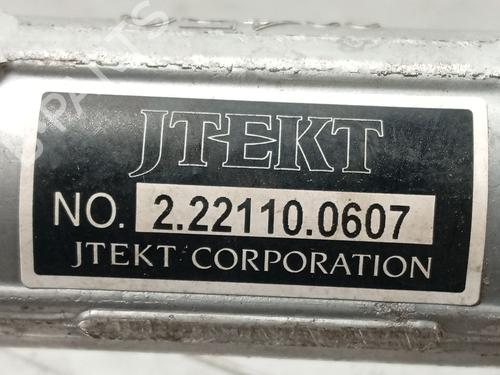 JTEKT
NO. 2.22110.0607
JTEKT CORPORATION